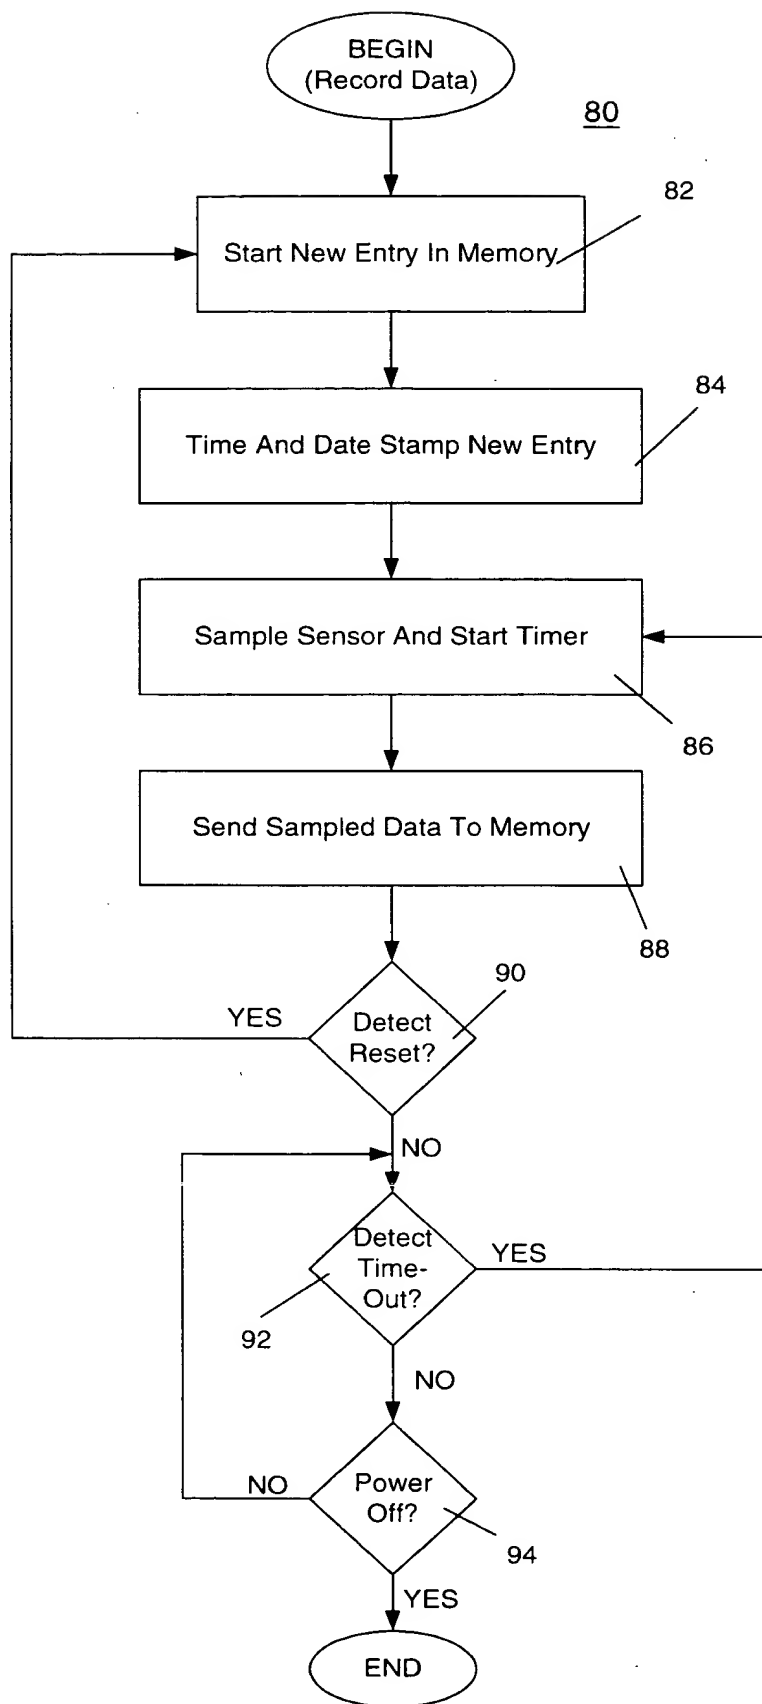 BEGIN
(Record Data)
80
82
Start New Entry In Memory
84
Time And Date Stamp New Entry
Sample Sensor And Start Timer
86
Send Sampled Data To Memory
88
90
YES
Detect
Reset?
NO
Detect
Time-
Out?
YES
92
NO
Power
Off?
NO
94
YES
END